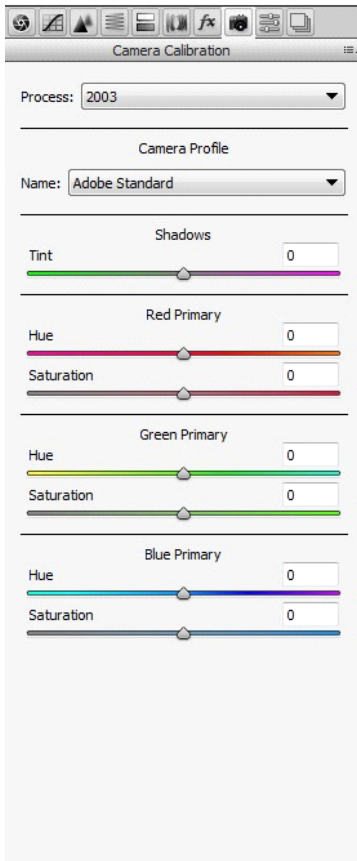 fx
Camera Calibration
Process: 2003
Camera Profile
Name: Adobe Standard
Shadows
Tint 0
Red Primary
Hue 0
Saturation 0
Green Primary
Hue 0
Saturation 0
Blue Primary
Hue 0
Saturation 0